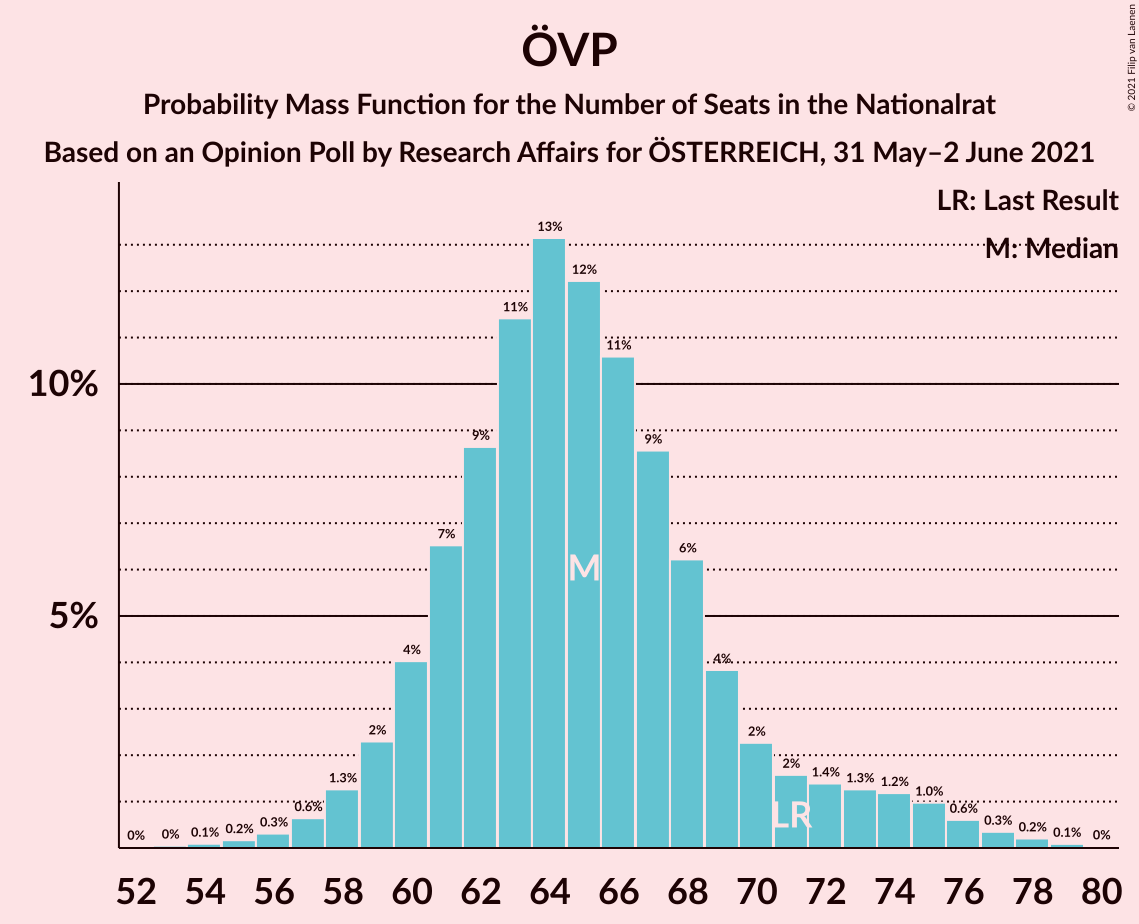 ÖVP
Probability Mass Function for the Number of Seats in the Nationalrat
Based on an Opinion Poll by Research Affairs for ÖSTERREICH, 31 May–2 June 2021
© 2021 Filip van Laenen
LR: Last Result
M: Median
10%
5%
0% 0% 0.1% 0.2% 0.3% 0.6% 1.3% 2% 4% 7% 9% 11% 13% 12% 11% 9% 6% 4% 2% 2% 1.4% 1.3% 1.2% 1.0% 0.6% 0.3% 0.2% 0.1% 0%
M
LR
52 54 56 58 60 62 64 66 68 70 72 74 76 78 80